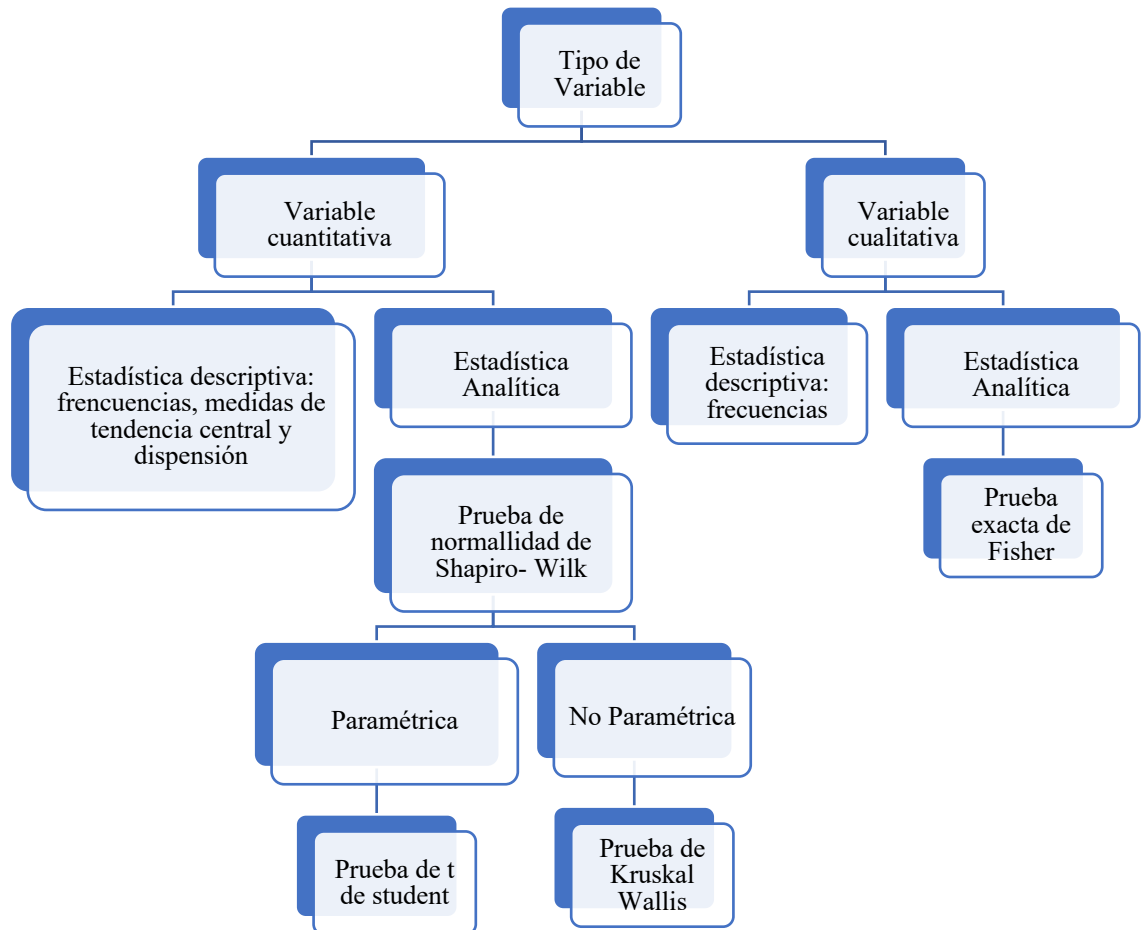 Tipo de
Variable
Variable
cuantitativa
Variable
cualitativa
Estadística descriptiva:
frencuencias, medidas de
tendencia central y
dispensión
Estadística
Analítica
Estadística
descriptiva:
frecuencias
Estadística
Analítica
Prueba de
normallidad de
Shapiro- Wilk
Prueba
exacta de
Fisher
Paramétrica
No Paramétrica
Prueba de t
de student
Prueba de
Kruskal
Wallis